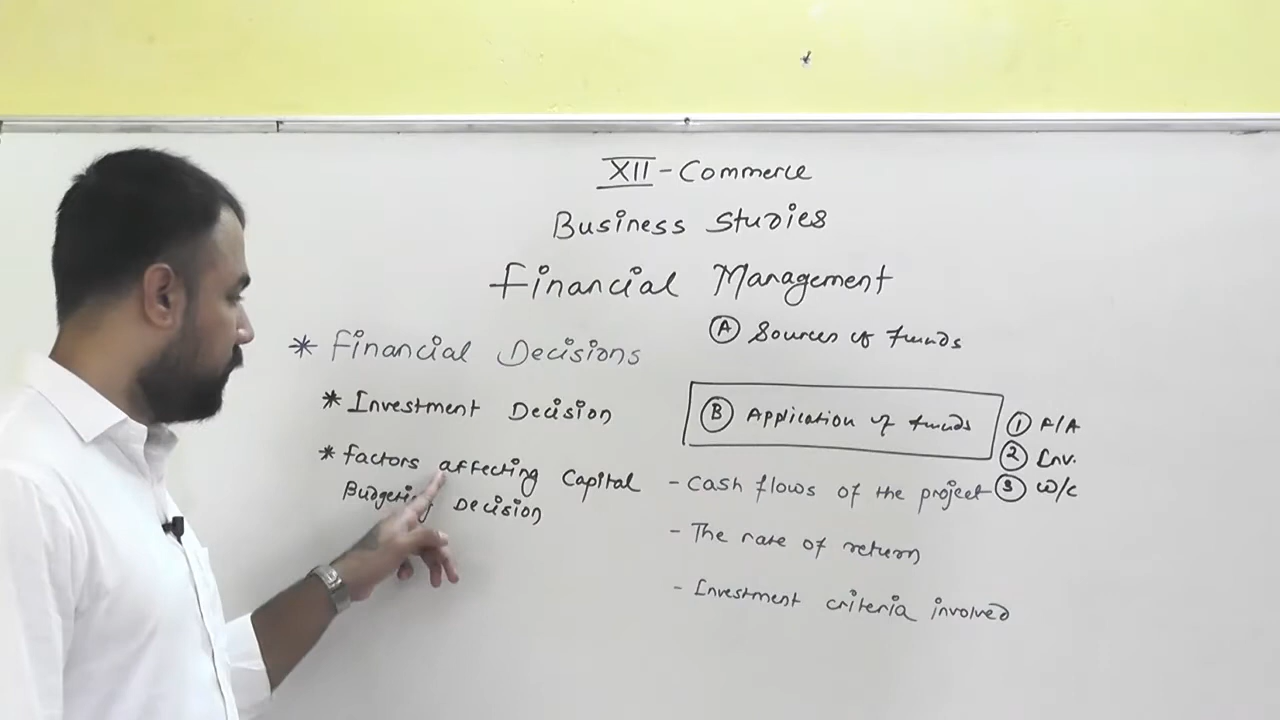 XII - Commerce
Business Studies
Financial Management
* Financial Decisions
* Investment Decision
* Factors affecting Capital
Budgeting Decision
Ⓐ Sources of funds
Ⓑ Application of funds
① F/A
② Inv.
③ W/C
- Cash flows of the project
- The rate of return
- Investment criteria involved